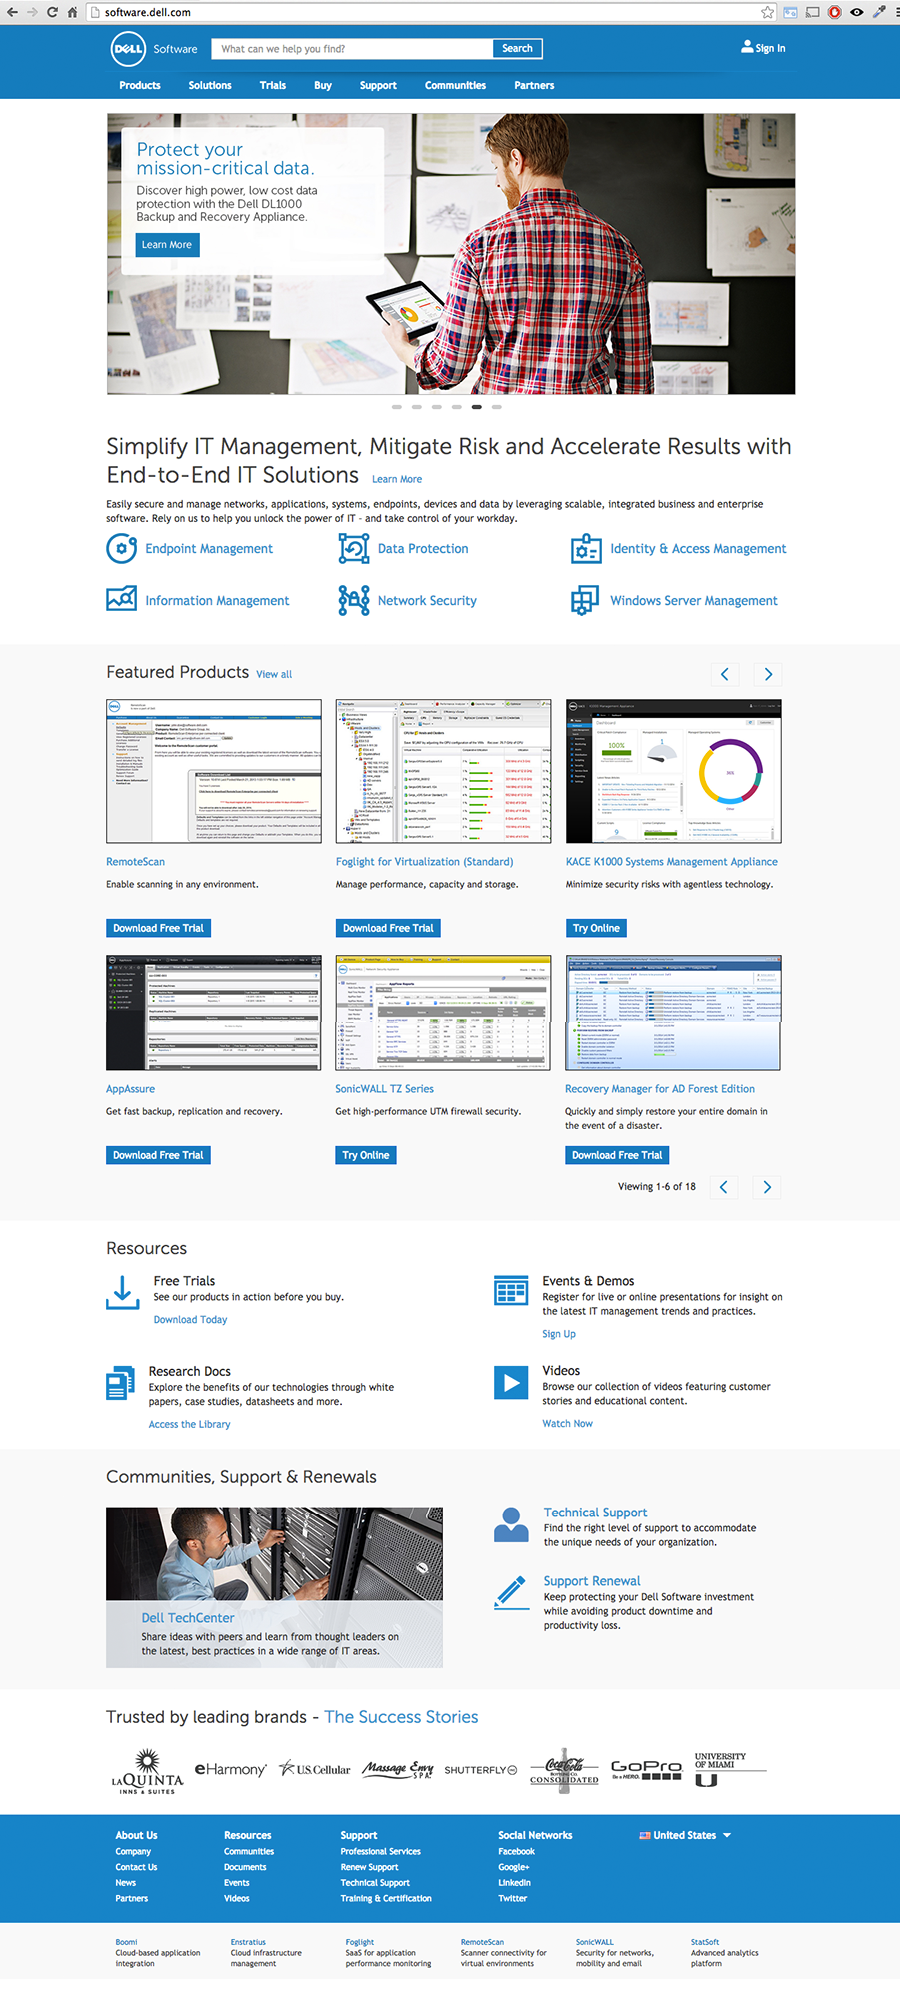 software.dell.com
DELL Software
What can we help you find?
Search
Sign In
Products Solutions Trials Buy Support Communities Partners
Protect your
mission-critical data.
Discover high power, low cost data
protection with the Dell DL1000
Backup and Recovery Appliance.
Learn More
Simplify IT Management, Mitigate Risk and Accelerate Results with
End-to-End IT Solutions Learn More
Easily secure and manage networks, applications, systems, endpoints, devices and data by leveraging scalable, integrated business and enterprise
software. Rely on us to help you unlock the power of IT - and take control of your workday.
Endpoint Management Data Protection Identity & Access Management
Information Management Network Security Windows Server Management
Featured Products View all
RemoteScan
Enable scanning in any environment.
Download Free Trial
Foglight for Virtualization (Standard)
Manage performance, capacity and storage.
Download Free Trial
KACE K1000 Systems Management Appliance
Minimize security risks with agentless technology.
Try Online
AppAssure
Get fast backup, replication and recovery.
Download Free Trial
SonicWALL TZ Series
Get high-performance UTM firewall security.
Try Online
Recovery Manager for AD Forest Edition
Quickly and simply restore your entire domain in
the event of a disaster.
Download Free Trial
Viewing 1-6 of 18
Resources
Free Trials
See our products in action before you buy.
Download Today
Events & Demos
Register for live or online presentations for insight on
the latest IT management trends and practices.
Sign Up
Research Docs
Explore the benefits of our technologies through white
papers, case studies, datasheets and more.
Access the Library
Videos
Browse our collection of videos featuring customer
stories and educational content.
Watch Now
Communities, Support & Renewals
Dell TechCenter
Share ideas with peers and learn from thought leaders on
the latest, best practices in a wide range of IT areas.
Technical Support
Find the right level of support to accommodate
the unique needs of your organization.
Support Renewal
Keep protecting your Dell Software investment
while avoiding product downtime and
productivity loss.
Trusted by leading brands - The Success Stories
LAQUINTA
INNS & SUITES
eHarmony
U.S. Cellular
Massage Envy
SPA
SHUTTERFLY
Coca-Cola
BOTTLING CO.
CONSOLIDATED
GoPro
Be a HERO.
UNIVERSITY
OF MIAMI
About Us
Company
Contact Us
News
Partners
Resources
Communities
Documents
Events
Videos
Support
Professional Services
Renew Support
Technical Support
Training & Certification
Social Networks
Facebook
Google+
LinkedIn
Twitter
United States
Boomi
Cloud-based application
integration
Enstratius
Cloud infrastructure
management
Foglight
SaaS for application
performance monitoring
RemoteScan
Scanner connectivity for
virtual environments
SonicWALL
Security for networks,
mobility and email
StatSoft
Advanced analytics
platform